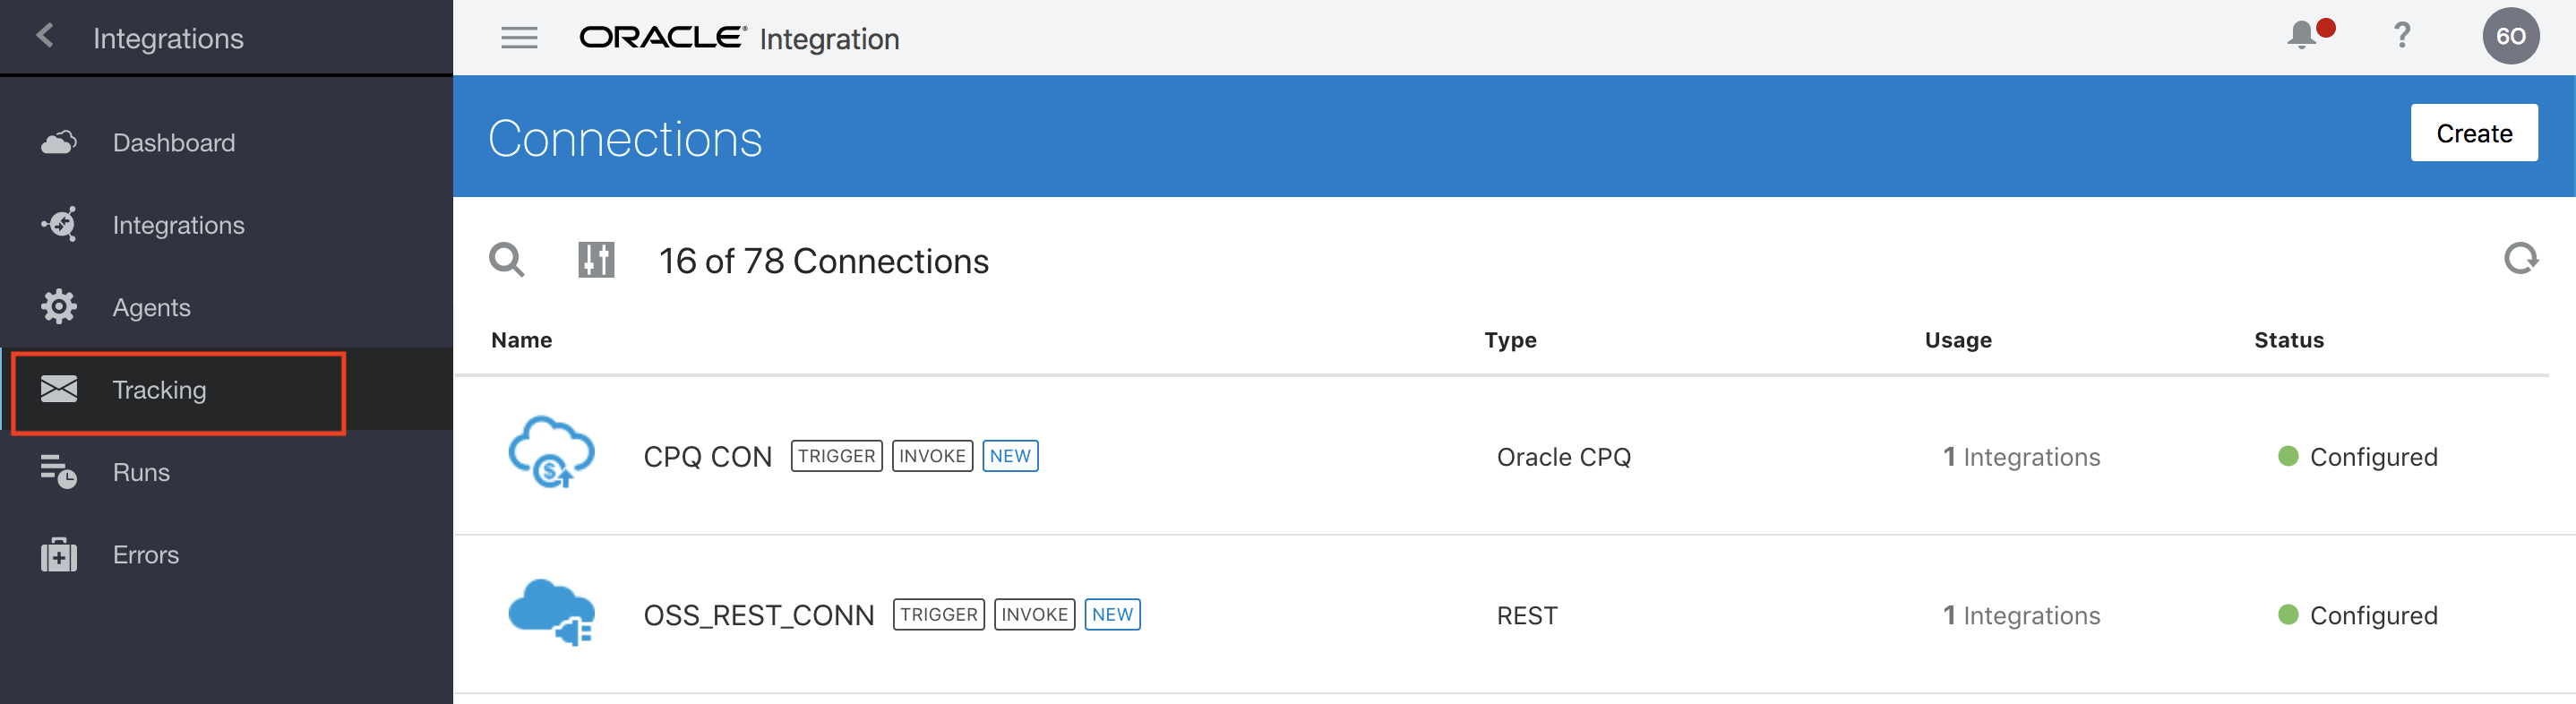 Integrations
Dashboard
Integrations
Agents
Tracking
Runs
Errors
ORACLE® Integration
?
60
Connections
Create
16 of 78 Connections
Name Type Usage Status
CPQ CON TRIGGER INVOKE NEW Oracle CPQ 1 Integrations Configured
OSS_REST_CONN TRIGGER INVOKE NEW REST 1 Integrations Configured